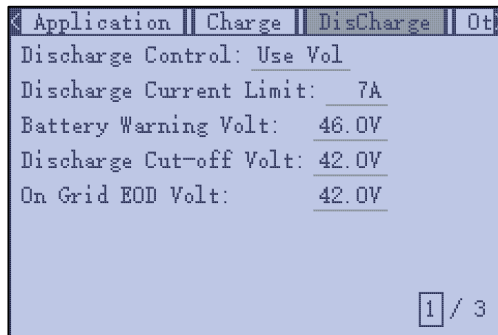 Application Charge DisCharge Ot
Discharge Control: Use Vol
Discharge Current Limit: 7A
Battery Warning Volt: 46.0V
Discharge Cut-off Volt: 42.0V
On Grid EOD Volt: 42.0V
1 / 3